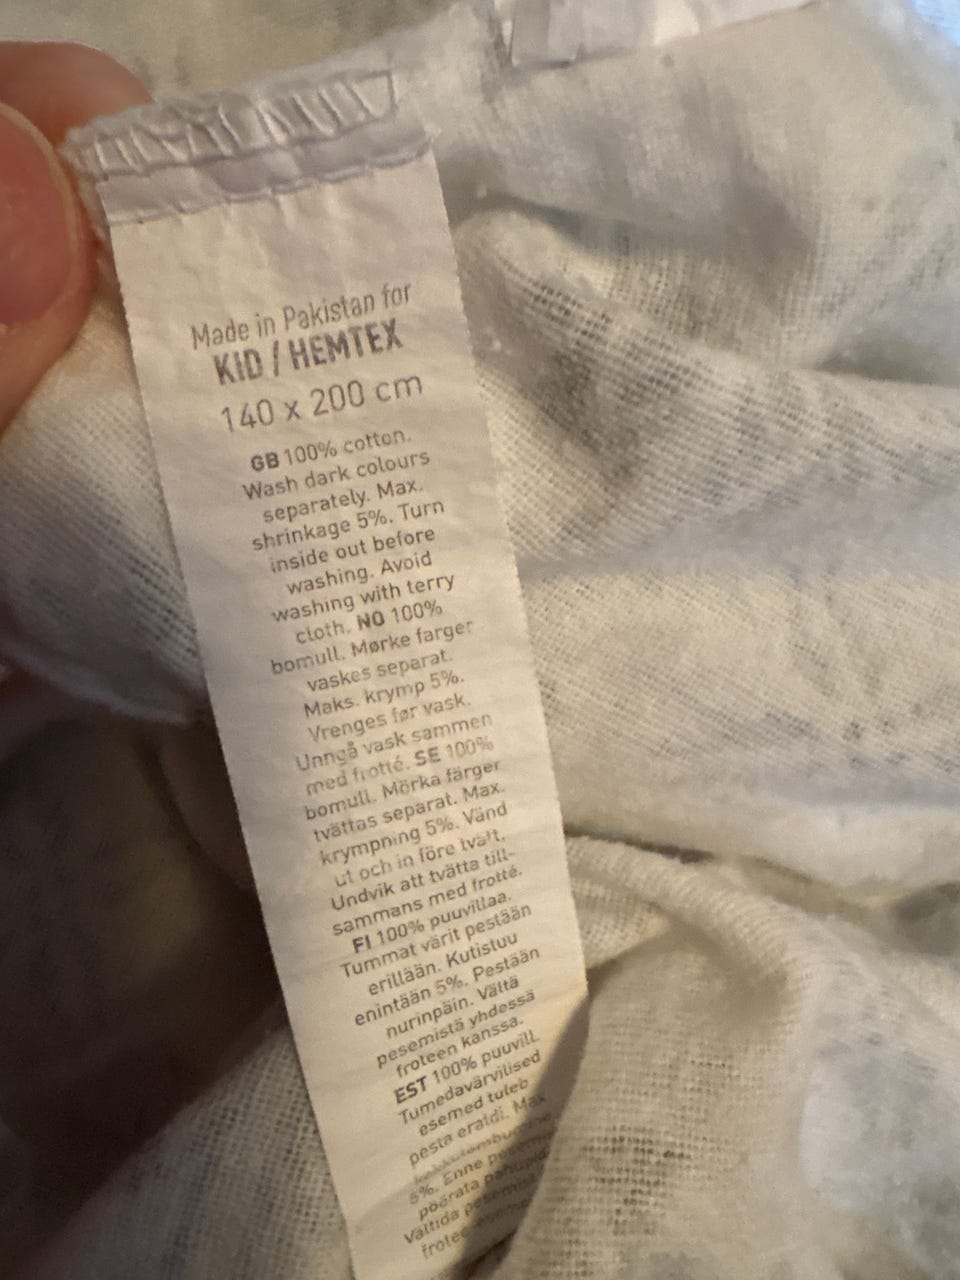 Made in Pakistan for
KID / HEMTEX
140 x 200 cm
GB 100% cotton.
Wash dark colours
separately. Max.
shrinkage 5%. Turn
inside out before
washing. Avoid
washing with terry
cloth. NO 100%
bomull. Mørke farger
vaskes separat.
Maks. krymp 5%.
Vrenges før vask.
Unngå vask sammen
med frotté. SE 100%
bomull. Mörka färger
tvättas separat. Max.
krympning 5%. Vänd
ut och in före tvätt.
Undvik att tvätta till-
sammans med frotté.
FI 100% puuvillaa.
Tummat värit pestään
erillään. Kutistuu
enintään 5%. Pestään
nurinpäin. Vältä
pesemistä yhdessä
froteen kanssa.
EST 100% puuvill.
Tumedavärvilised
esemed tuleb
pesta eraldi. Max
5%. Enne
pöörata
Vältida